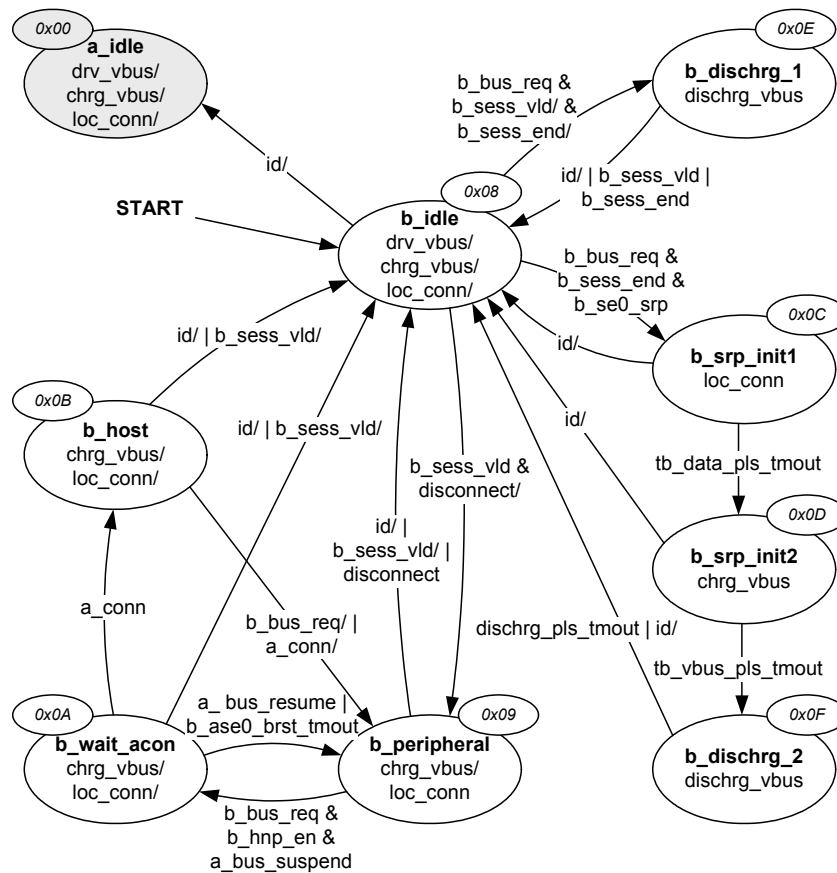 0x00
a_idle
drv_vbus/
chrg_vbus/
loc_conn/
0x0E
b_dischrg_1
dischrg_vbus
b_bus_req &
b_sess_vld/ &
b_sess_end/
id/
id/ | b_sess_vld |
b_sess_end
START
0x08
b_idle
drv_vbus/
chrg_vbus/
loc_conn/
b_bus_req &
b_sess_end &
b_se0_srp
0x0C
b_srp_init1
loc_conn
id/
id/ | b_sess_vld/
0x0B
b_host
chrg_vbus/
loc_conn/
id/ | b_sess_vld/
id/
b_sess_vld &
disconnect/
tb_data_pls_tmout
0x0D
b_srp_init2
chrg_vbus
id/ |
b_sess_vld/ |
disconnect
a_conn
b_bus_req/ |
a_conn/
dischrg_pls_tmout | id/
tb_vbus_pls_tmout
0x0A
b_wait_acon
chrg_vbus/
loc_conn/
a_ bus_resume |
b_ase0_brst_tmout
0x09
b_peripheral
chrg_vbus/
loc_conn
0x0F
b_dischrg_2
dischrg_vbus
b_bus_req &
b_hnp_en &
a_bus_suspend